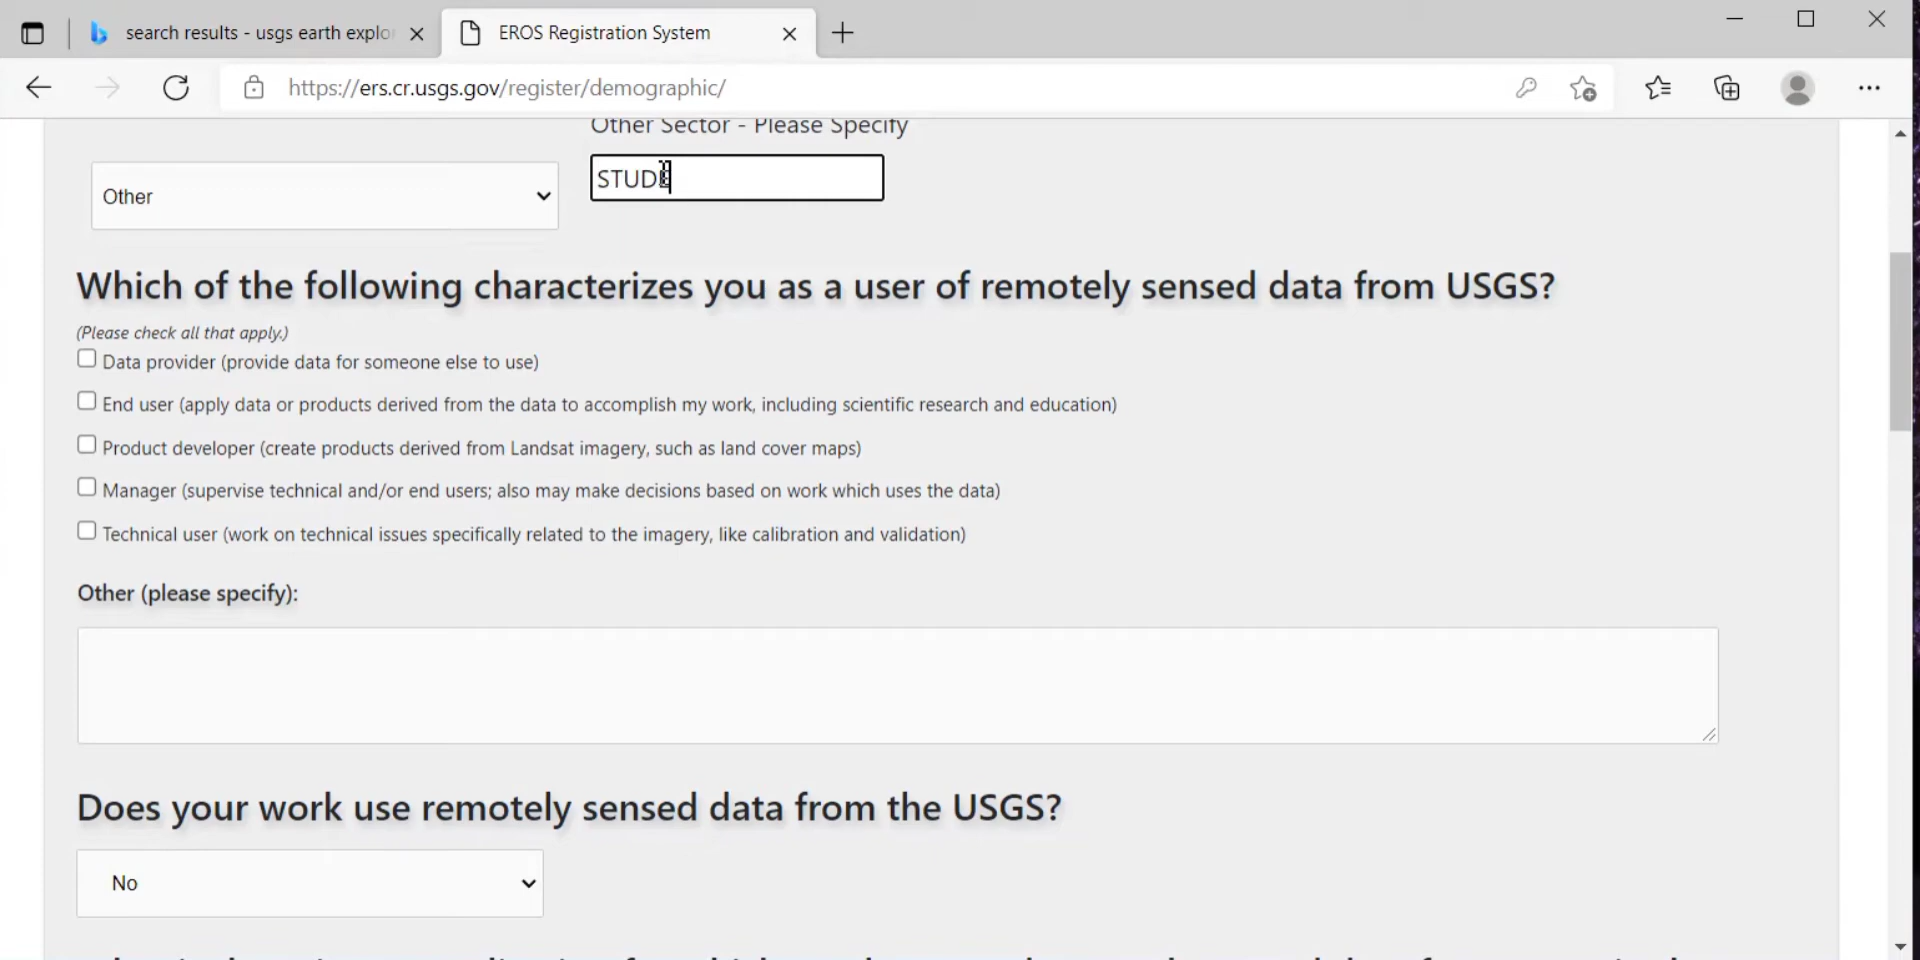 search results - usgs earth explo
EROS Registration System
https://ers.cr.usgs.gov/register/demographic/
Other Sector - Please Specify
Other
STUDE
Which of the following characterizes you as a user of remotely sensed data from USGS?
(Please check all that apply.)
Data provider (provide data for someone else to use)
End user (apply data or products derived from the data to accomplish my work, including scientific research and education)
Product developer (create products derived from Landsat imagery, such as land cover maps)
Manager (supervise technical and/or end users; also may make decisions based on work which uses the data)
Technical user (work on technical issues specifically related to the imagery, like calibration and validation)
Other (please specify):
Does your work use remotely sensed data from the USGS?
No